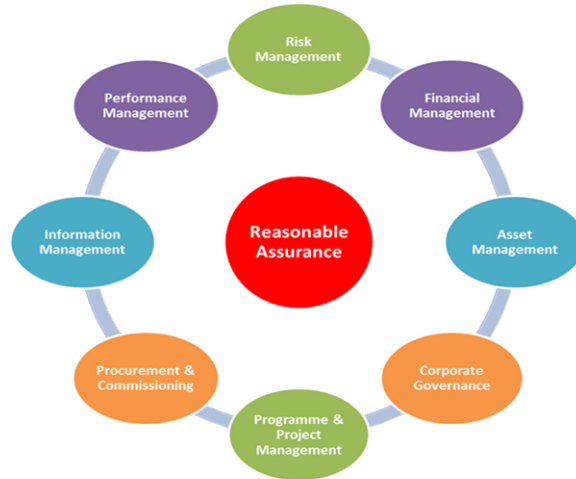 Risk
Management
Performance
Management
Financial
Management
Information
Management
Reasonable
Assurance
Asset
Management
Procurement &
Commissioning
Corporate
Governance
Programme &
Project
Management